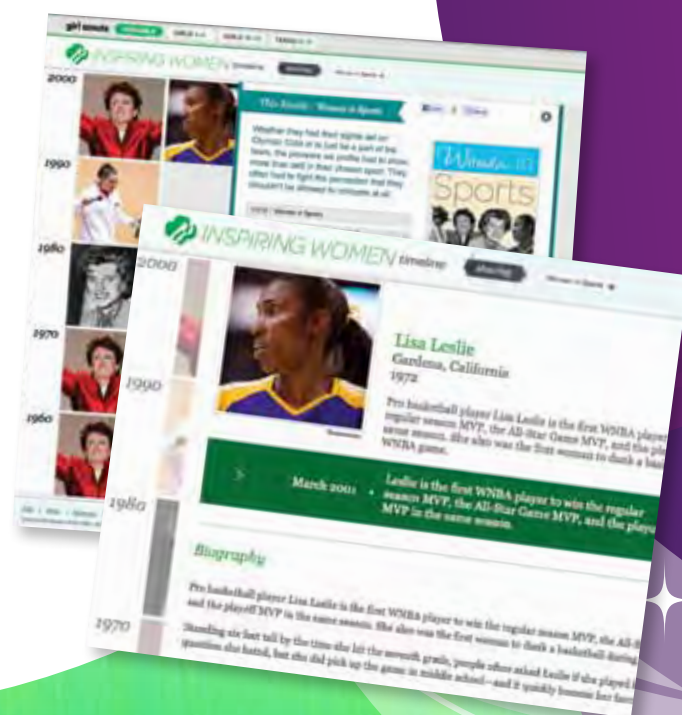 girl scouts
INSPIRING WOMEN timeline
2000
1990
1980
1970
1960
This Month: Women in Sports
Whether they had their sights set on
Olympic Gold or to just be a part of the
team, the pioneers we profile had to show
more than skill in their chosen sport. They
often had to fight the perception that they
shouldn't be allowed to compete at all.
Women in
Sports
INSPIRING WOMEN timeline
2000
1990
1980
1970
Lisa Leslie
Gardena, California
1972
Pro basketball player Lisa Leslie is the first WNBA player
regular season MVP, the All-Star Game MVP, and the pla
same season. She also was the first woman to dunk a bas
WNBA game.
March 2001 • Leslie is the first WNBA player to win the regular
season MVP, the All-Star Game MVP, and the playo
MVP in the same season.
Biography
Pro basketball player Lisa Leslie is the first WNBA player to win the regular season MVP, the All-S
and the playoff MVP in the same season. She also was the first woman to dunk a basketball during
Standing six feet tall by the time she hit the seventh grade, people often asked Leslie if she played
question she hated, but she did pick up the game in middle school—and it quickly became her